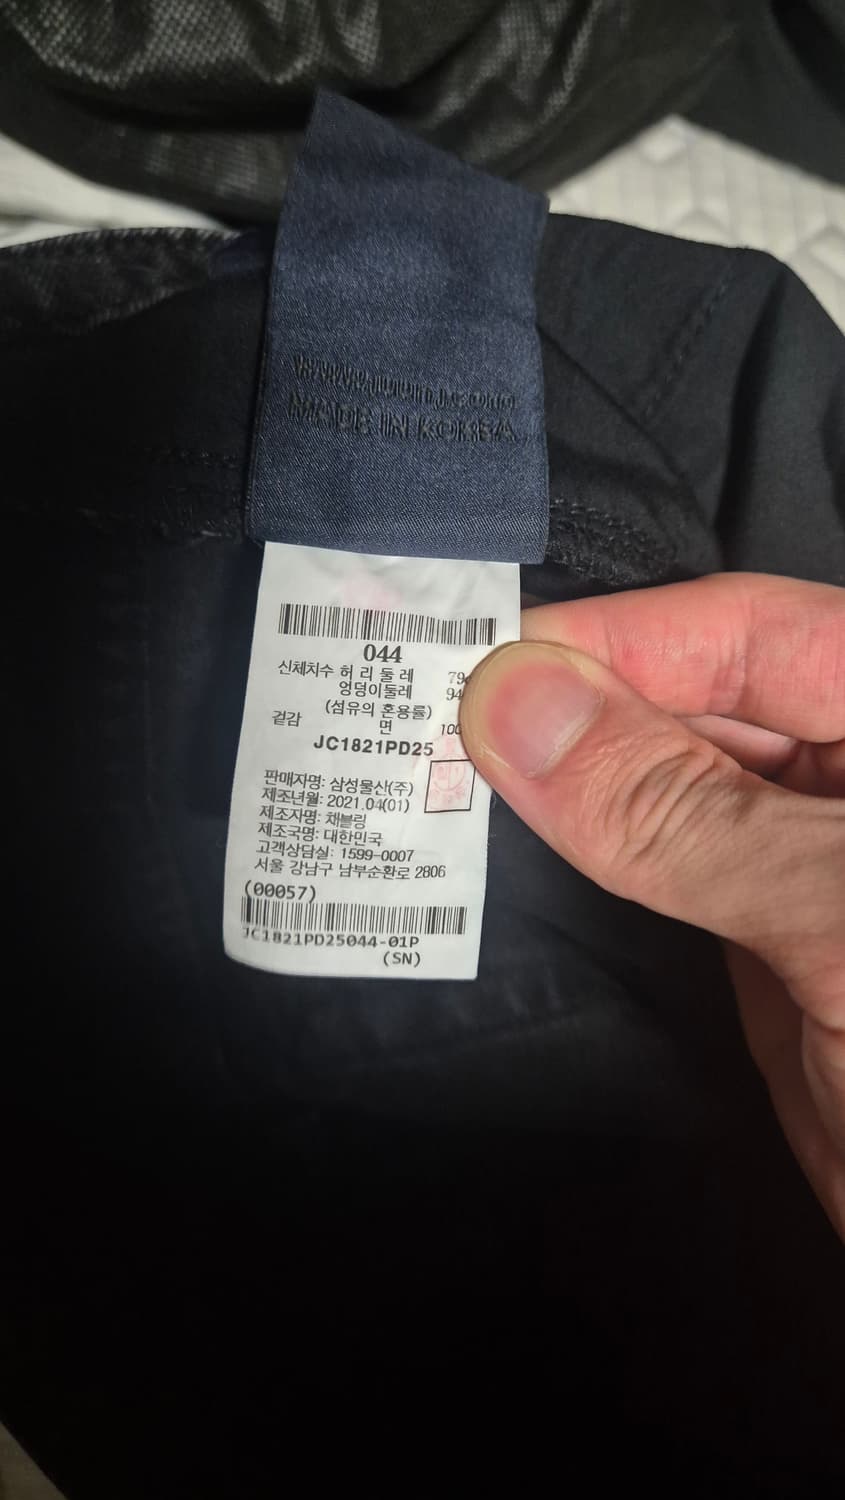 MADE IN KOREA
044
신체치수 허 리 둘 레 79
엉덩이둘레 94
(섬유의 혼용률)
겉감 면 100
JC1821PD25
판매자명: 삼성물산(주)
제조년월: 2021.04(01)
제조자명: 채블링
제조국명: 대한민국
고객상담실: 1599-0007
서울 강남구 남부순환로 2806
(00057)
JC1821PD25044-01P
(SN)